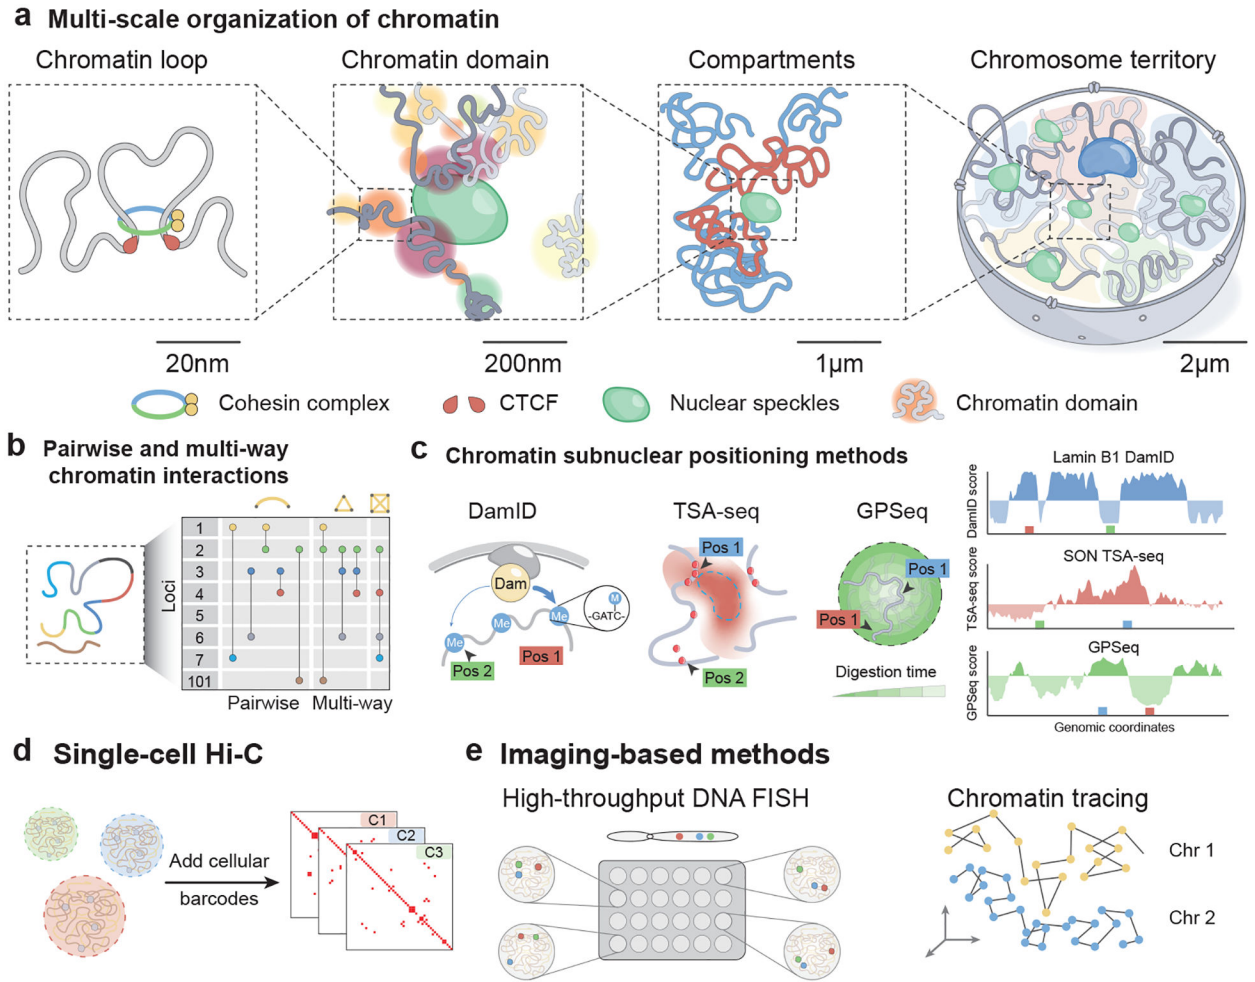 a Multi-scale organization of chromatin
Chromatin loop
Chromatin domain
Compartments
Chromosome territory
20nm
200nm
1µm
2µm
Cohesin complex
CTCF
Nuclear speckles
Chromatin domain
b Pairwise and multi-way
chromatin interactions
Loci
1
2
3
4
5
6
7
101
Pairwise
Multi-way
c Chromatin subnuclear positioning methods
DamID
Dam
Me
Me
Me
M
-GATC-
Pos 2
Pos 1
TSA-seq
Pos 1
Pos 2
GPSeq
Pos 1
Pos 1
Digestion time
Lamin B1 DamID
DamID score
SON TSA-seq
TSA-seq score
GPSeq
GPSeq score
Genomic coordinates
d Single-cell Hi-C
Add cellular
barcodes
C1
C2
C3
e Imaging-based methods
High-throughput DNA FISH
Chromatin tracing
Chr 1
Chr 2